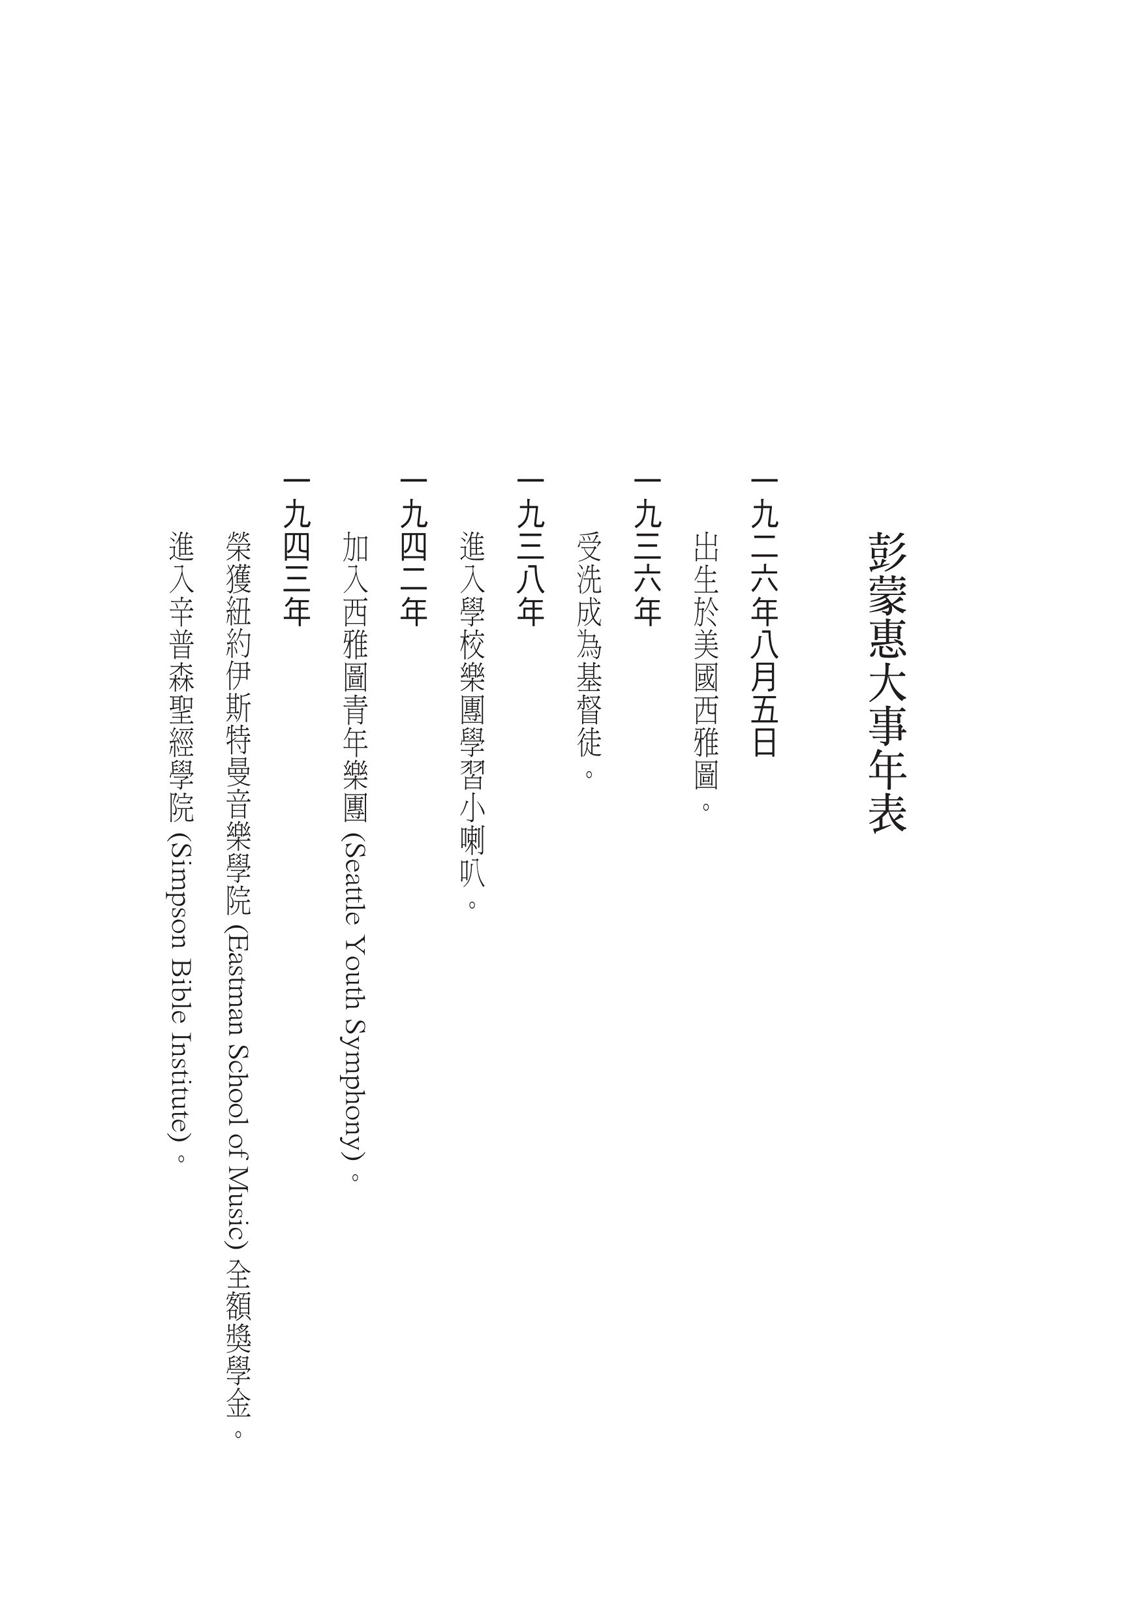 彭蒙惠大事年表
一九二六年八月五日
出生於美國西雅圖。
一九三六年
受洗成為基督徒。
一九三八年
進入學校樂團學習小喇叭。
一九四二年
加入西雅圖青年樂團 (Seattle Youth Symphony)。
一九四三年
榮獲紐約伊斯特曼音樂學院 (Eastman School of Music) 全額獎學金。
進入辛普森聖經學院 (Simpson Bible Institute)。